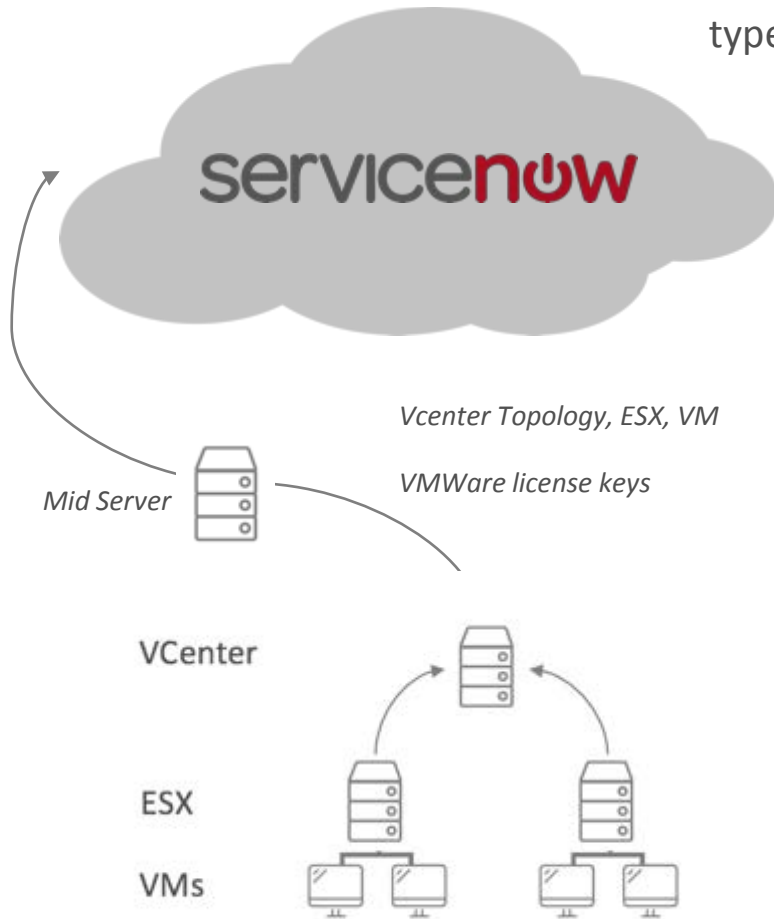 type
servicenow
Vcenter Topology, ESX, VM
VMWare license keys
Mid Server
VCenter
ESX
VMs